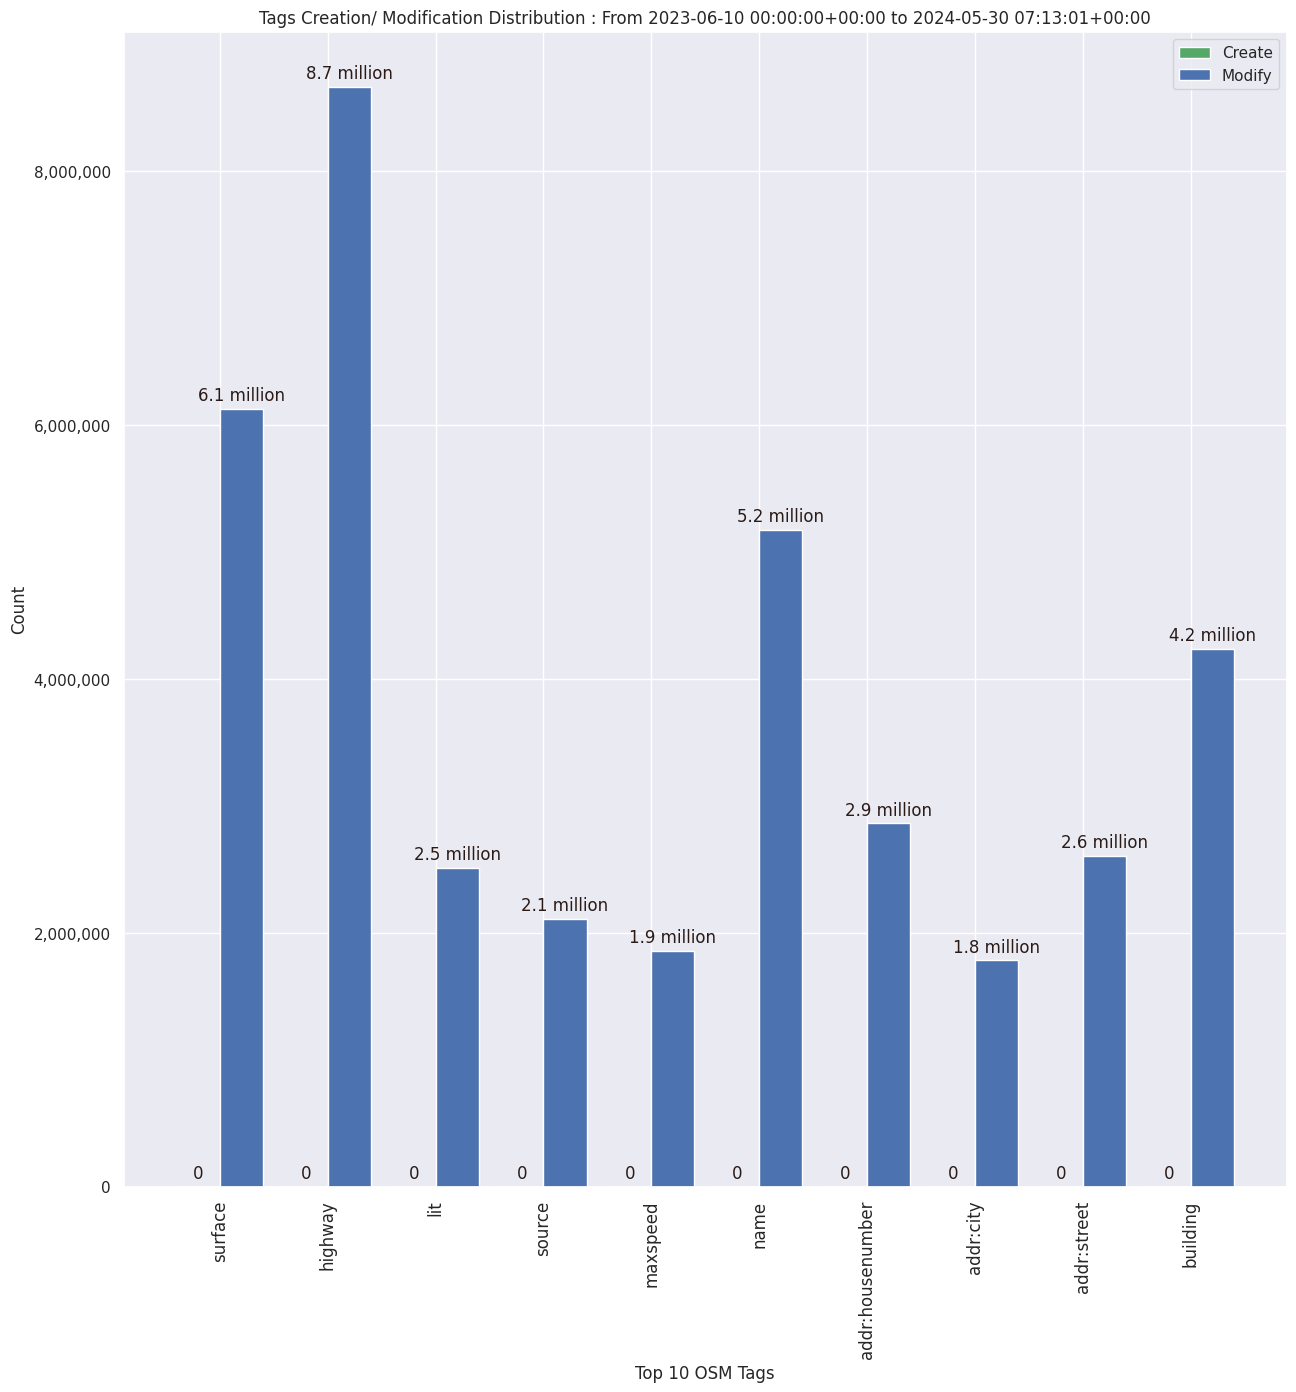 Tags Creation/ Modification Distribution : From 2023-06-10 00:00:00+00:00 to 2024-05-30 07:13:01+00:00
Create
Modify
8.7 million
8,000,000
6.1 million
6,000,000
5.2 million
Count
4.2 million
4,000,000
2.9 million
2.6 million
2.5 million
2.1 million
2,000,000
1.9 million
1.8 million
0 0 0 0 0 0 0 0 0 0
0
surface
highway
lit
source
maxspeed
name
addr:housenumber
addr:city
addr:street
building
Top 10 OSM Tags